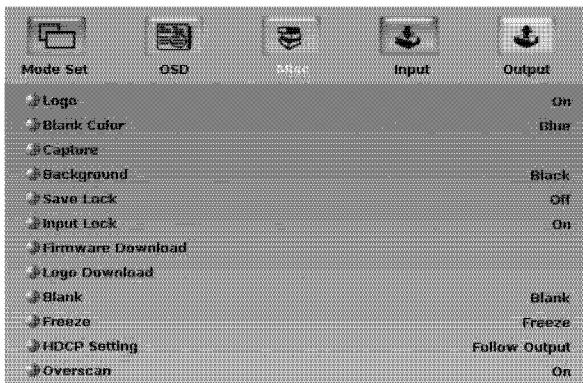 Mode Set OSD Misc Input Output
Logo On
Blank Color Blue
Capture
Background Black
Save Lock Off
Input Lock On
Firmware Download
Logo Download
Blank Blank
Freeze Freeze
HDCP Setting Follow Output
Overscan On